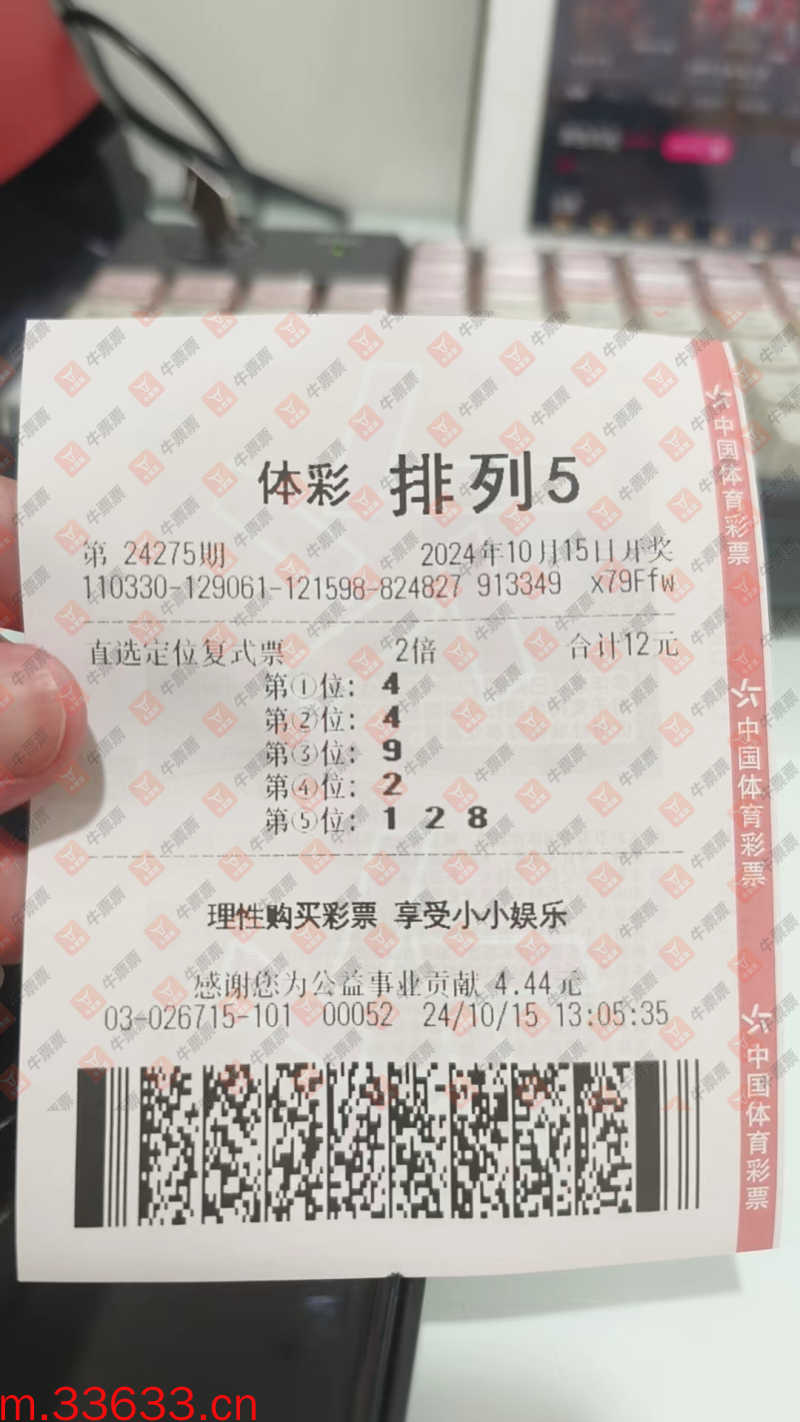 体彩 排列5
第 24275期 2024年10月15日开奖
110330-129061-121598-824827 913349 x79Ffw
直选定位复式票 2倍 合计12元
第①位: 4
第②位: 4
第③位: 9
第④位: 2
第⑤位: 1 2 8
理性购买彩票 享受小小娱乐
感谢您为公益事业贡献 4.44元
03-026715-101 00052 24/10/15 13:05:35
中国体育彩票
中国体育彩票
中国体育彩票
牛票票
m.33633.cn